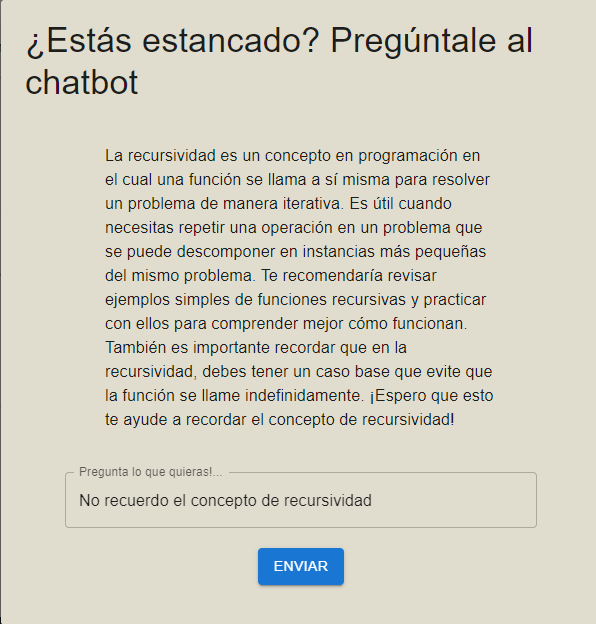 ¿Estás estancado? Pregúntale al
chatbot
La recursividad es un concepto en programación en
el cual una función se llama a sí misma para resolver
un problema de manera iterativa. Es útil cuando
necesitas repetir una operación en un problema que
se puede descomponer en instancias más pequeñas
del mismo problema. Te recomendaría revisar
ejemplos simples de funciones recursivas y practicar
con ellos para comprender mejor cómo funcionan.
También es importante recordar que en la
recursividad, debes tener un caso base que evite que
la función se llame indefinidamente. ¡Espero que esto
te ayude a recordar el concepto de recursividad!
Pregunta lo que quieras!...
No recuerdo el concepto de recursividad
ENVIAR